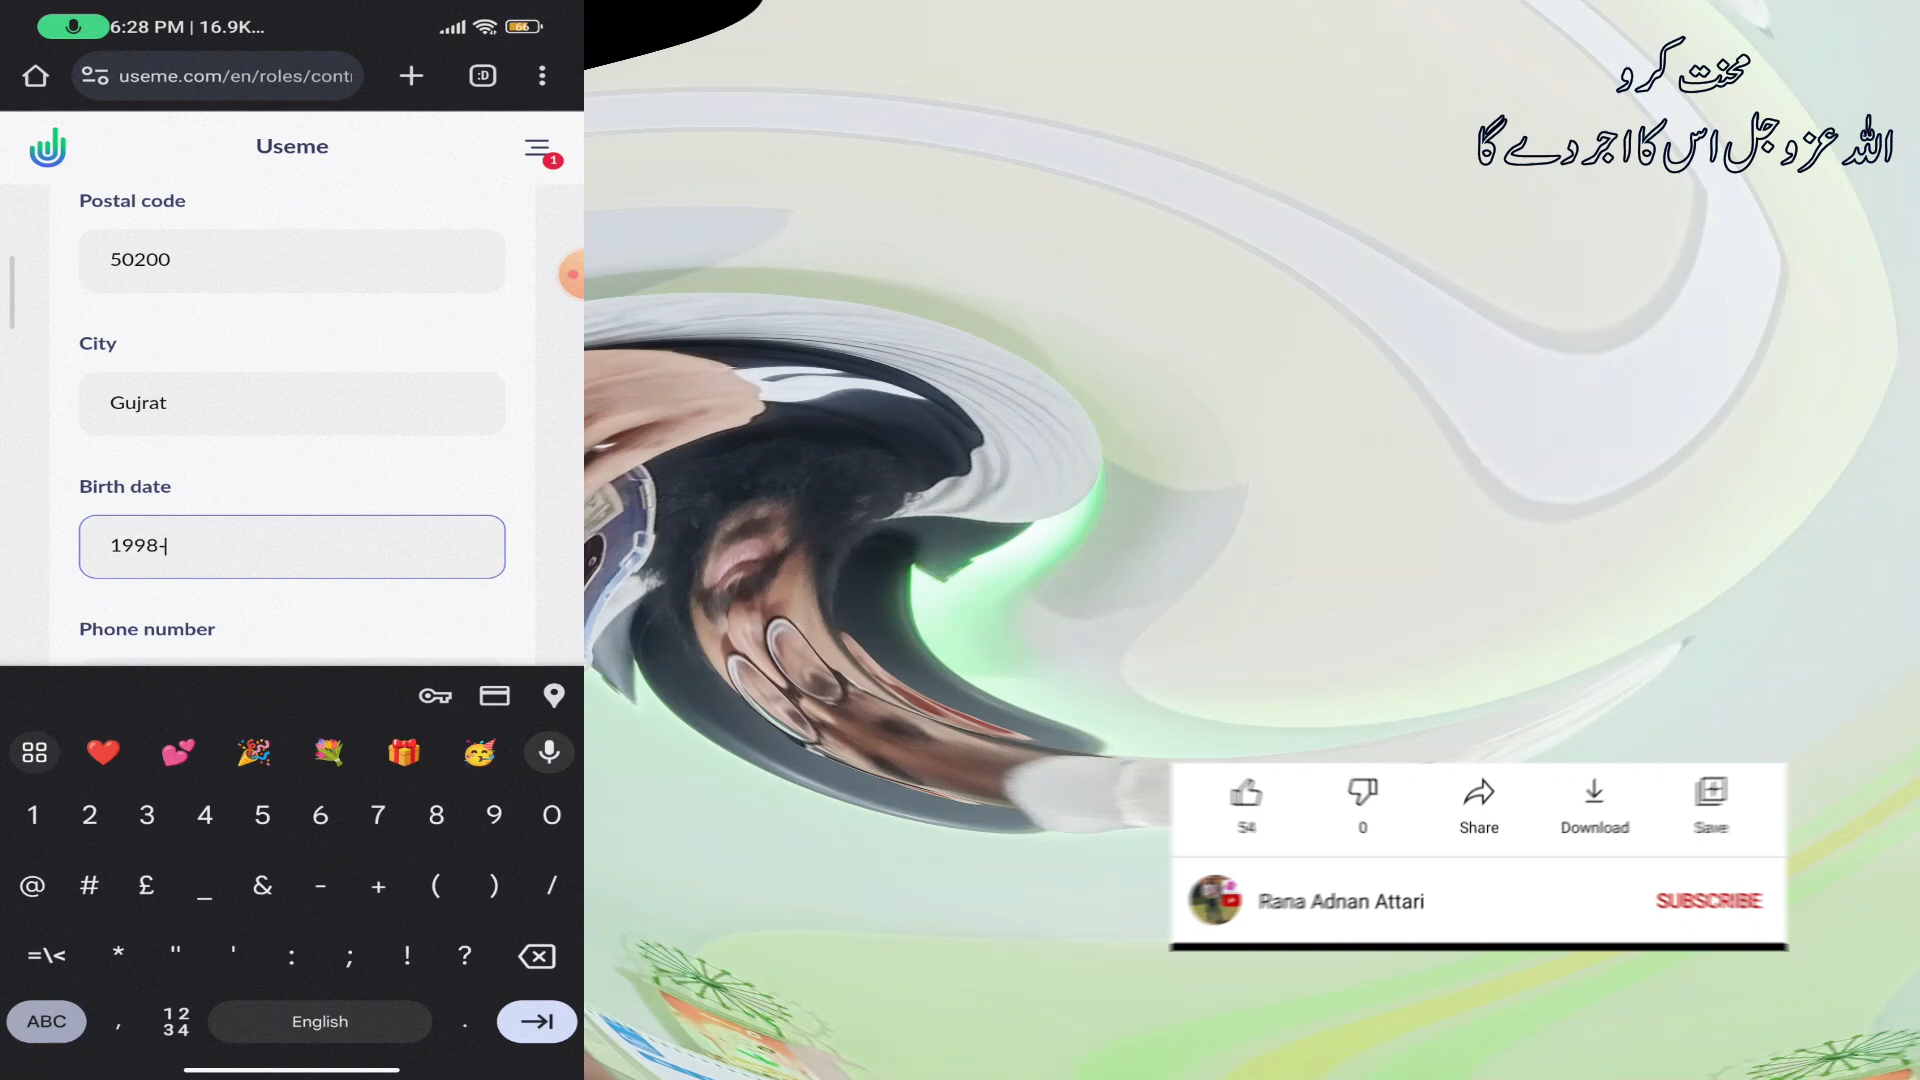 6:28 PM | 16.9K...
66
useme.com/en/roles/conti
:D
Useme
1
Postal code
50200
City
Gujrat
Birth date
1998-
Phone number
1 2 3 4 5 6 7 8 9 0
@ # £ _ & - + ( ) /
=\< * " ' : ; ! ?
ABC , 12 34 English .
محنت کرو
اللہ عزوجل اس کا اجر دے گا
54 0 Share Download Save
Rana Adnan Attari SUBSCRIBE